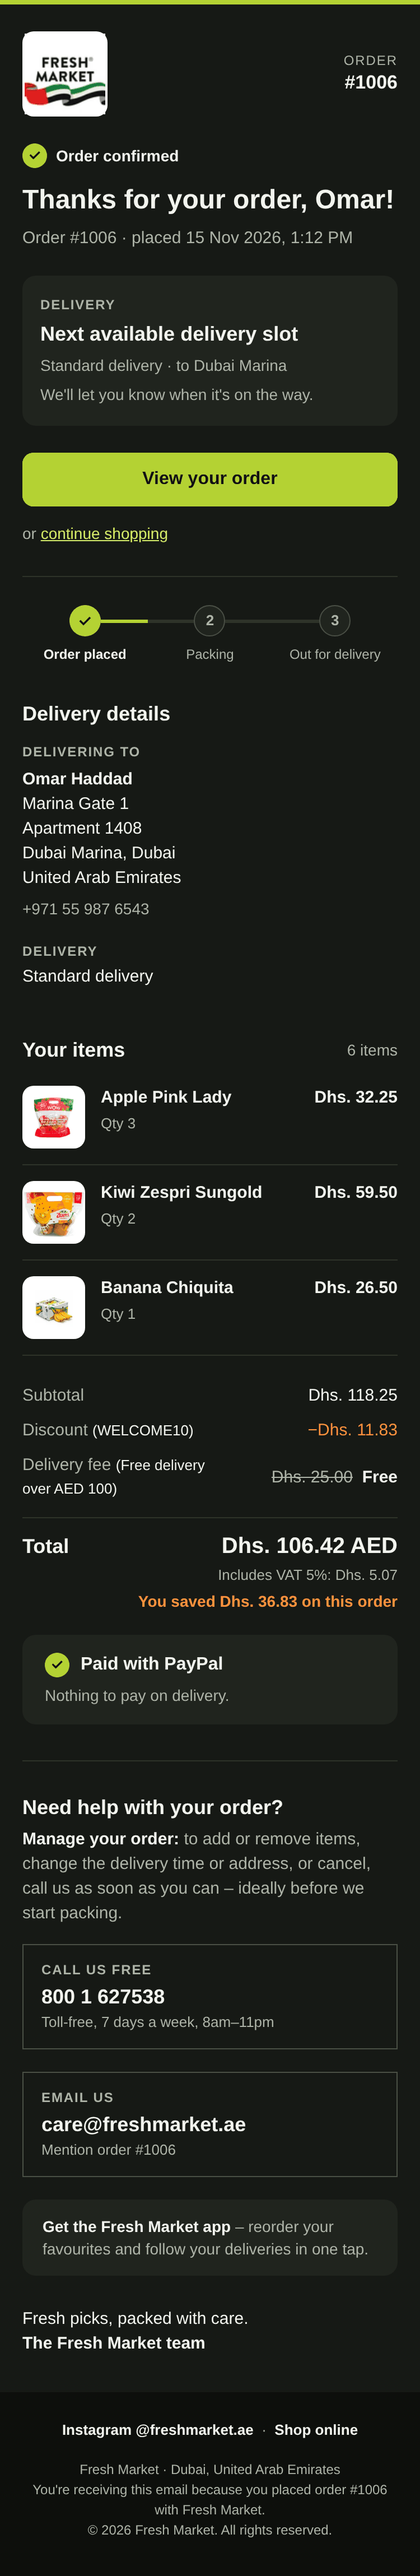 FRESH
MARKET
ORDER
#1006
Order confirmed
Thanks for your order, Omar!
Order #1006 · placed 15 Nov 2026, 1:12 PM
DELIVERY
Next available delivery slot
Standard delivery · to Dubai Marina
We'll let you know when it's on the way.
View your order
or continue shopping
2
3
Order placed
Packing
Out for delivery
Delivery details
DELIVERING TO
Omar Haddad
Marina Gate 1
Apartment 1408
Dubai Marina, Dubai
United Arab Emirates
+971 55 987 6543
DELIVERY
Standard delivery
Your items
6 items
Apple Pink Lady
Dhs. 32.25
Qty 3
Kiwi Zespri Sungold
Dhs. 59.50
Qty 2
Banana Chiquita
Dhs. 26.50
Qty 1
Subtotal
Dhs. 118.25
Discount (WELCOME10)
−Dhs. 11.83
Delivery fee (Free delivery
over AED 100)
Dhs. 25.00 Free
Total
Dhs. 106.42 AED
Includes VAT 5%: Dhs. 5.07
You saved Dhs. 36.83 on this order
Paid with PayPal
Nothing to pay on delivery.
Need help with your order?
Manage your order: to add or remove items,
change the delivery time or address, or cancel,
call us as soon as you can – ideally before we
start packing.
CALL US FREE
800 1 627538
Toll-free, 7 days a week, 8am–11pm
EMAIL US
care@freshmarket.ae
Mention order #1006
Get the Fresh Market app – reorder your
favourites and follow your deliveries in one tap.
Fresh picks, packed with care.
The Fresh Market team
Instagram @freshmarket.ae · Shop online
Fresh Market · Dubai, United Arab Emirates
You're receiving this email because you placed order #1006
with Fresh Market.
© 2026 Fresh Market. All rights reserved.